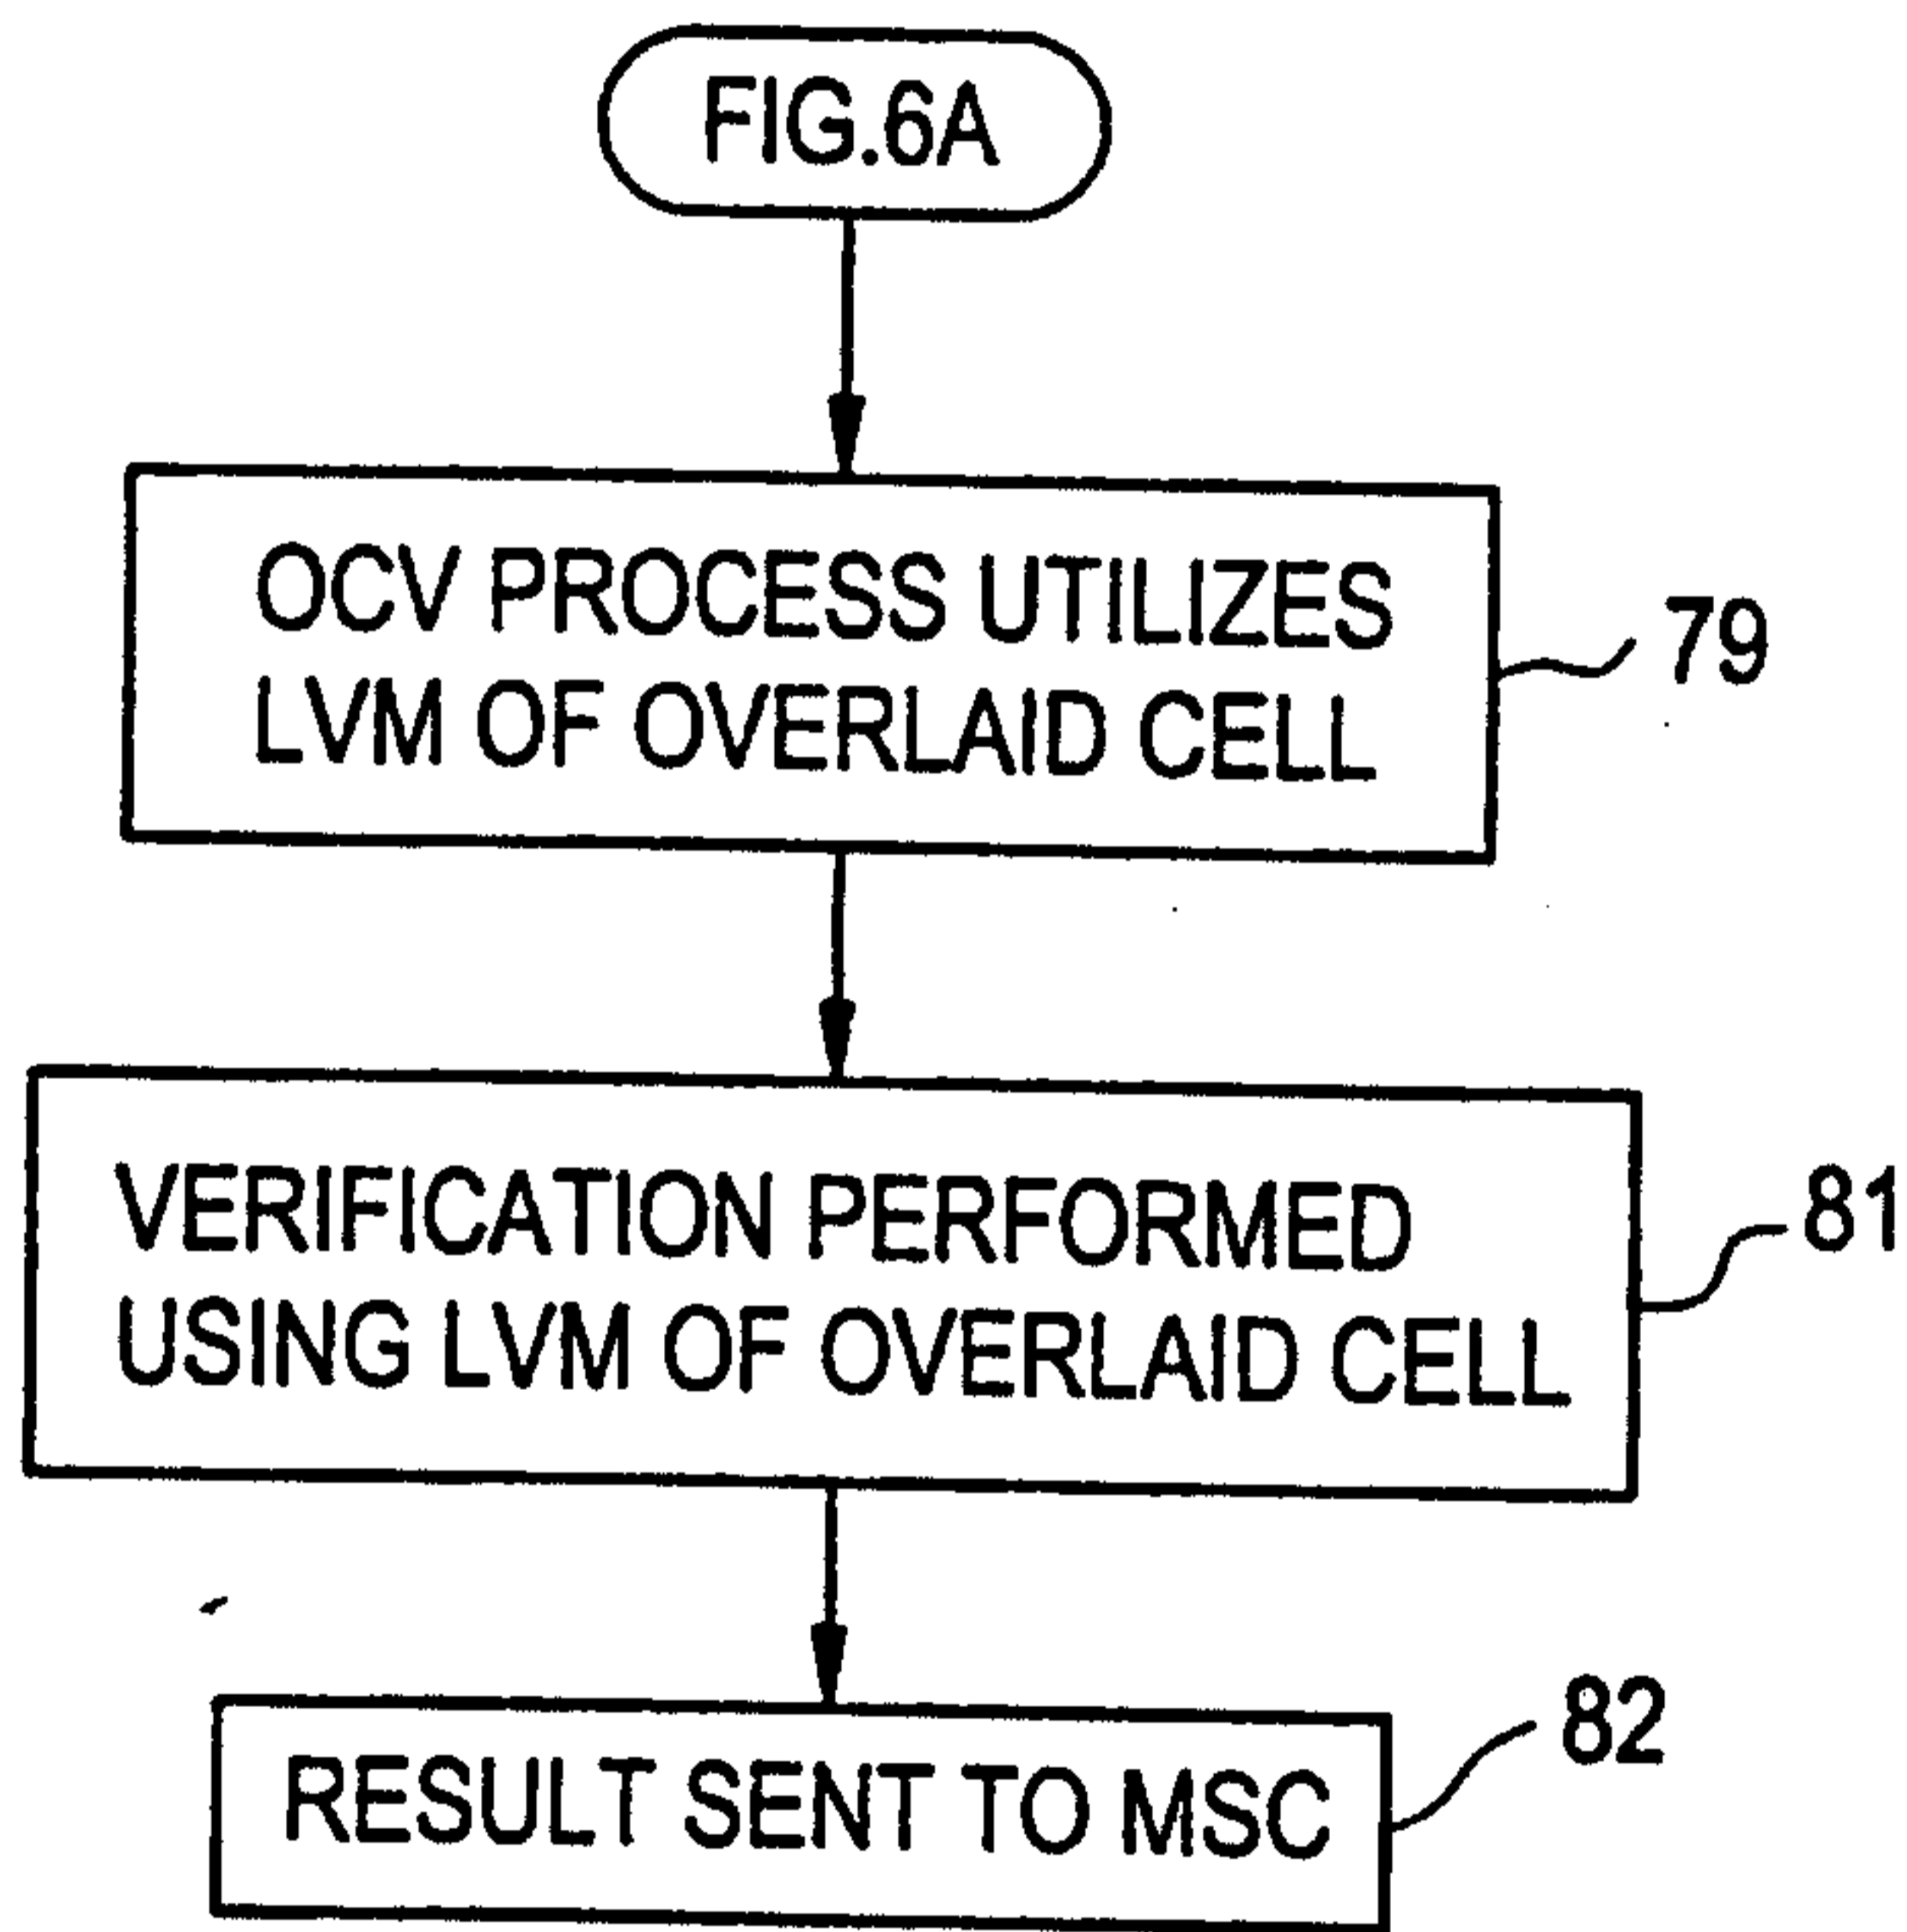 FIG.6A
OCV PROCESS UTILIZES
LVM OF OVERLAID CELL
79
VERIFICATION PERFORMED
USING LVM OF OVERLAID CELL
81
RESULT SENT TO MSC
82